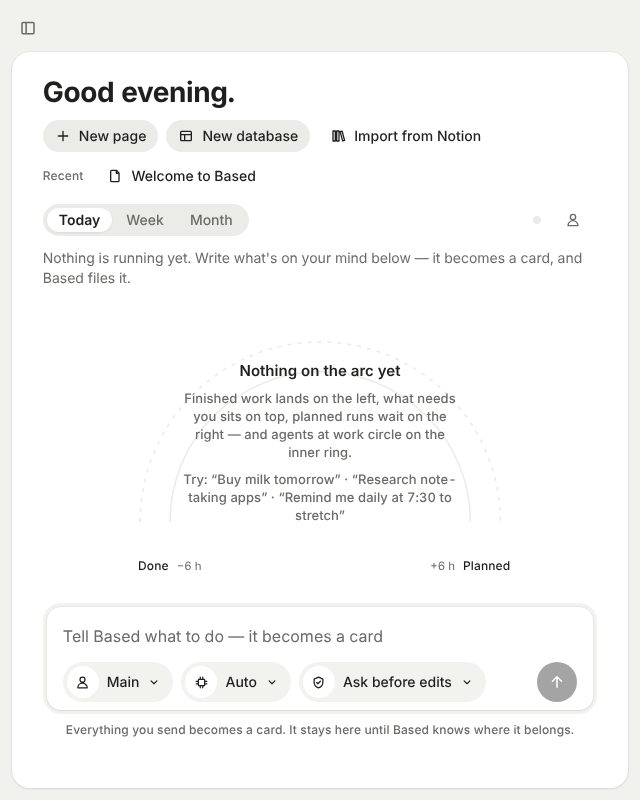 Good evening.
New page
New database
Import from Notion
Recent
Welcome to Based
Today
Week
Month
Nothing is running yet. Write what's on your mind below — it becomes a card, and
Based files it.
Nothing on the arc yet
Finished work lands on the left, what needs
you sits on top, planned runs wait on the
right — and agents at work circle on the
inner ring.
Try: “Buy milk tomorrow” · “Research note-
taking apps” · “Remind me daily at 7:30 to
stretch”
Done −6 h
+6 h Planned
Tell Based what to do — it becomes a card
Main
Auto
Ask before edits
Everything you send becomes a card. It stays here until Based knows where it belongs.